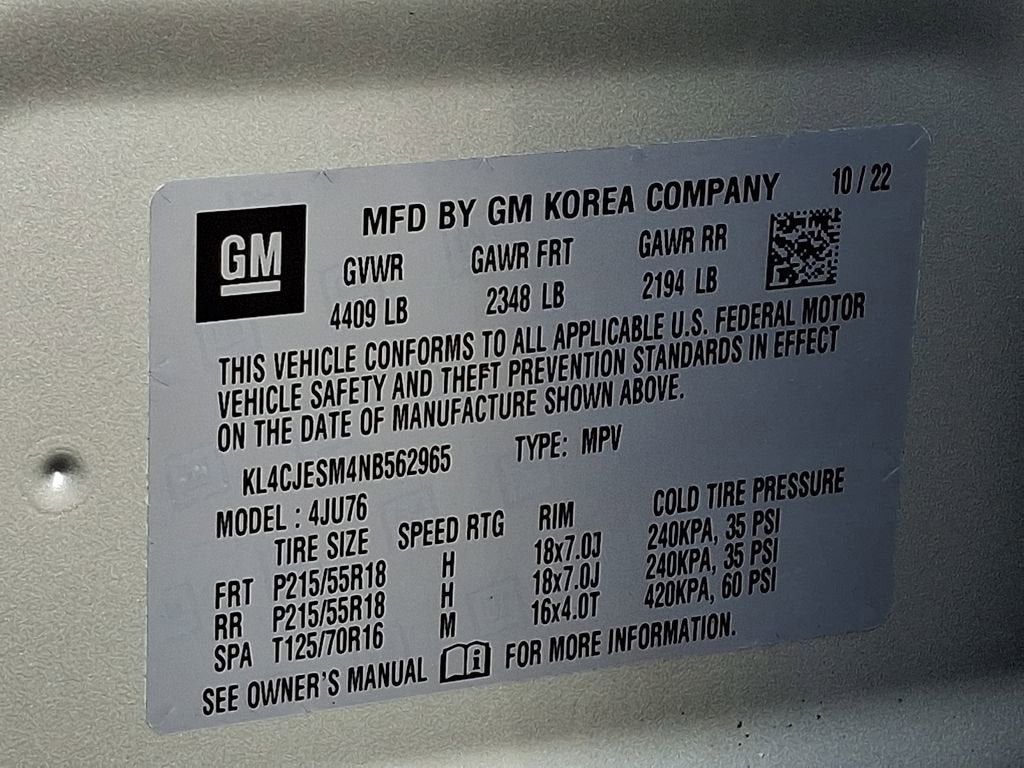 GM
MFD BY GM KOREA COMPANY 10 / 22
GVWR GAWR FRT GAWR RR
4409 LB 2348 LB 2194 LB
THIS VEHICLE CONFORMS TO ALL APPLICABLE U.S. FEDERAL MOTOR
VEHICLE SAFETY AND THEFT PREVENTION STANDARDS IN EFFECT
ON THE DATE OF MANUFACTURE SHOWN ABOVE.
KL4CJESM4NB562965 TYPE: MPV
MODEL : 4JU76
TIRE SIZE SPEED RTG RIM COLD TIRE PRESSURE
FRT P215/55R18 H 18x7.0J 240KPA, 35 PSI
RR P215/55R18 H 18x7.0J 240KPA, 35 PSI
SPA T125/70R16 M 16x4.0T 420KPA, 60 PSI
SEE OWNER'S MANUAL i FOR MORE INFORMATION.